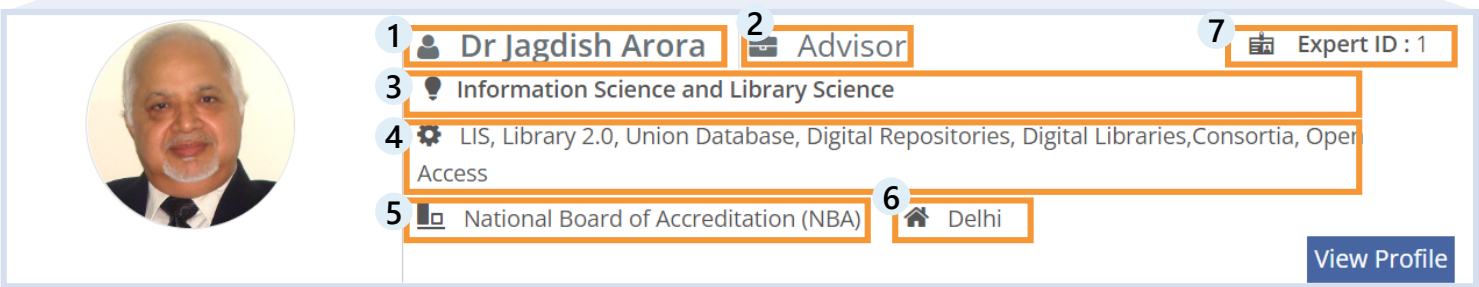 1 Dr Jagdish Arora 2 Advisor 7 Expert ID : 1
3 Information Science and Library Science
4 LIS, Library 2.0, Union Database, Digital Repositories, Digital Libraries,Consortia, Open
Access
5 National Board of Accreditation (NBA) 6 Delhi
View Profile